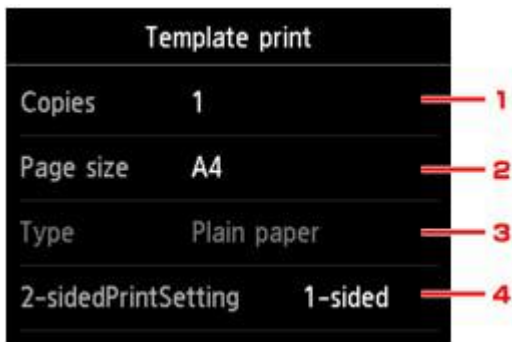 Template print
Copies 1 1
Page size A4 2
Type Plain paper 3
2-sidedPrintSetting 1-sided 4